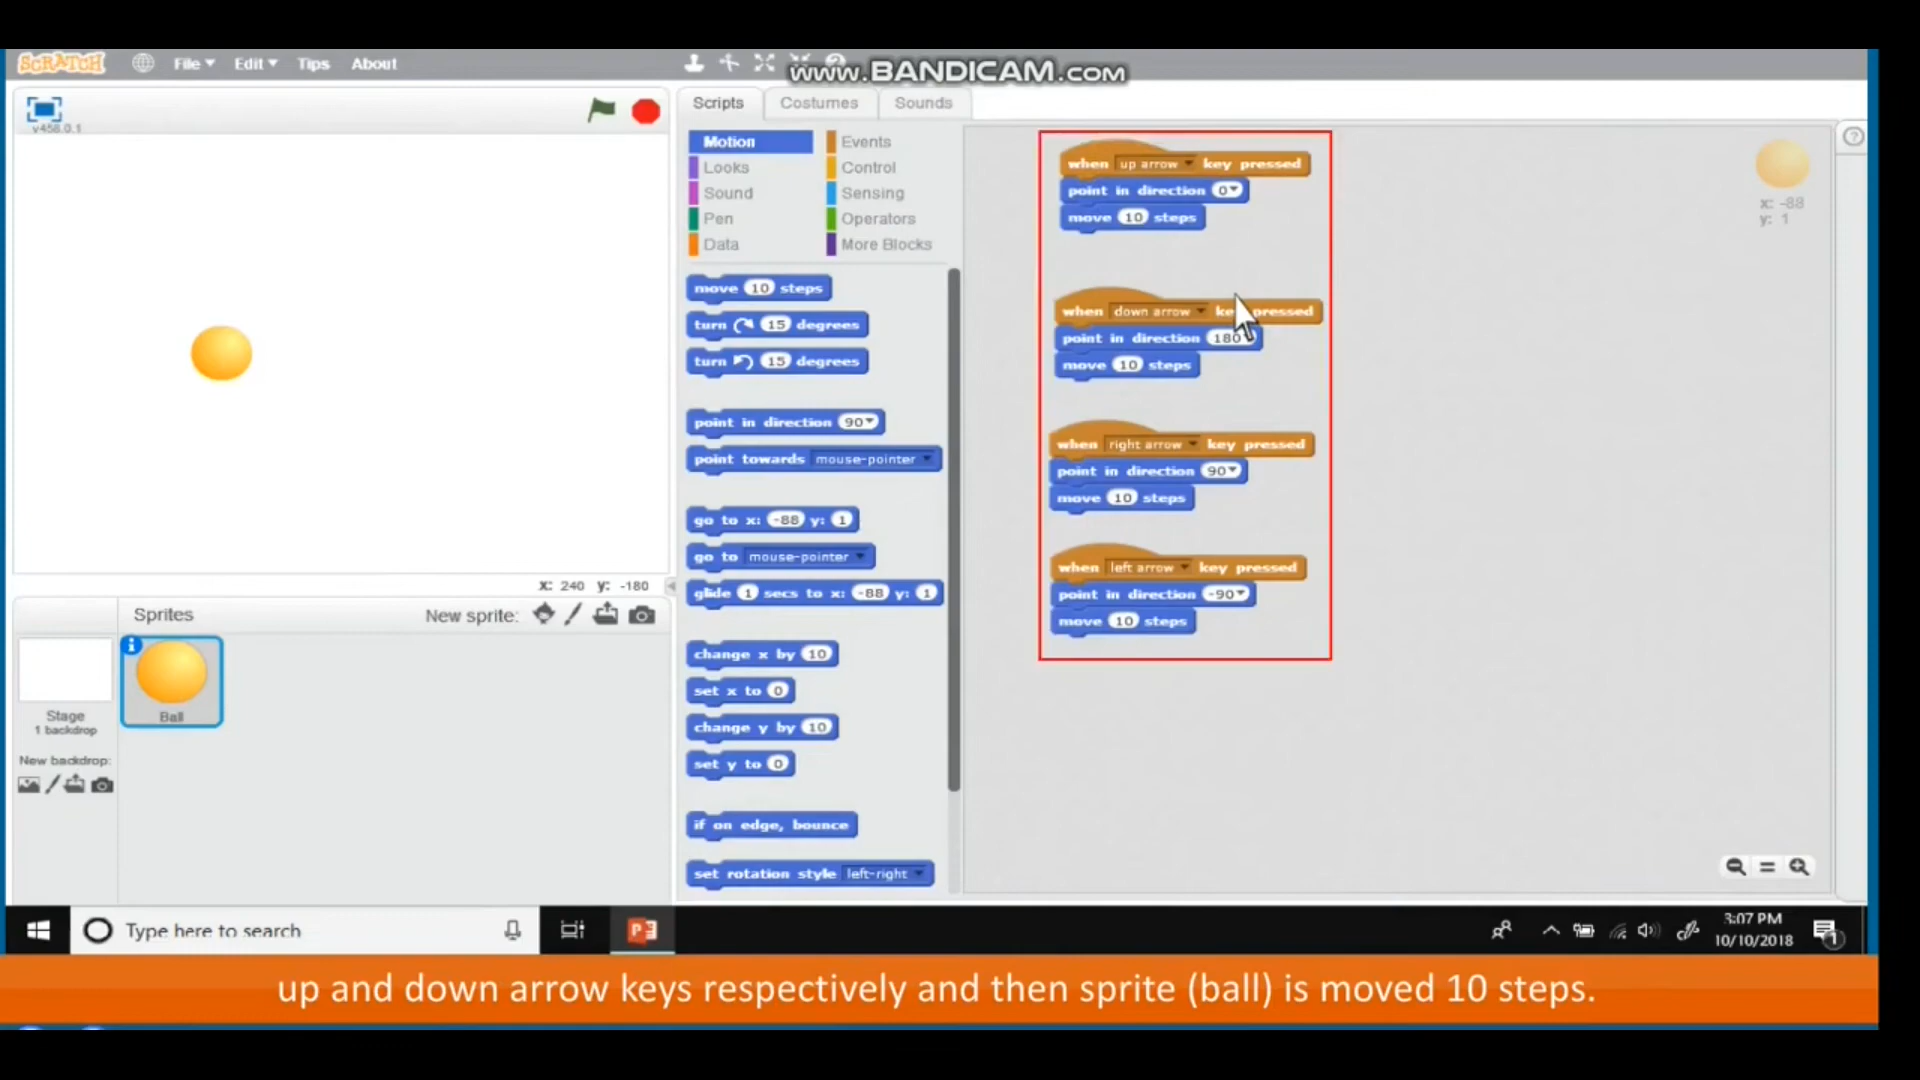 SCRATCH File Edit Tips About
www.BANDICAM.com
v458.0.1
Scripts Costumes Sounds
Motion Events
Looks Control
Sound Sensing
Pen Operators
Data More Blocks
move 10 steps
turn 15 degrees
turn 15 degrees
point in direction 90
point towards mouse-pointer
go to x: -88 y: 1
go to mouse-pointer
glide 1 secs to x: -88 y: 1
change x by 10
set x to 0
change y by 10
set y to 0
if on edge, bounce
set rotation style left-right
when up arrow key pressed
point in direction 0
move 10 steps
when down arrow key pressed
point in direction 180
move 10 steps
when right arrow key pressed
point in direction 90
move 10 steps
when left arrow key pressed
point in direction -90
move 10 steps
x: -88
y: 1
x: 240 y: -180
Sprites New sprite:
Ball
Stage
1 backdrop
New backdrop:
Type here to search
3:07 PM
10/10/2018
1
up and down arrow keys respectively and then sprite (ball) is moved 10 steps.